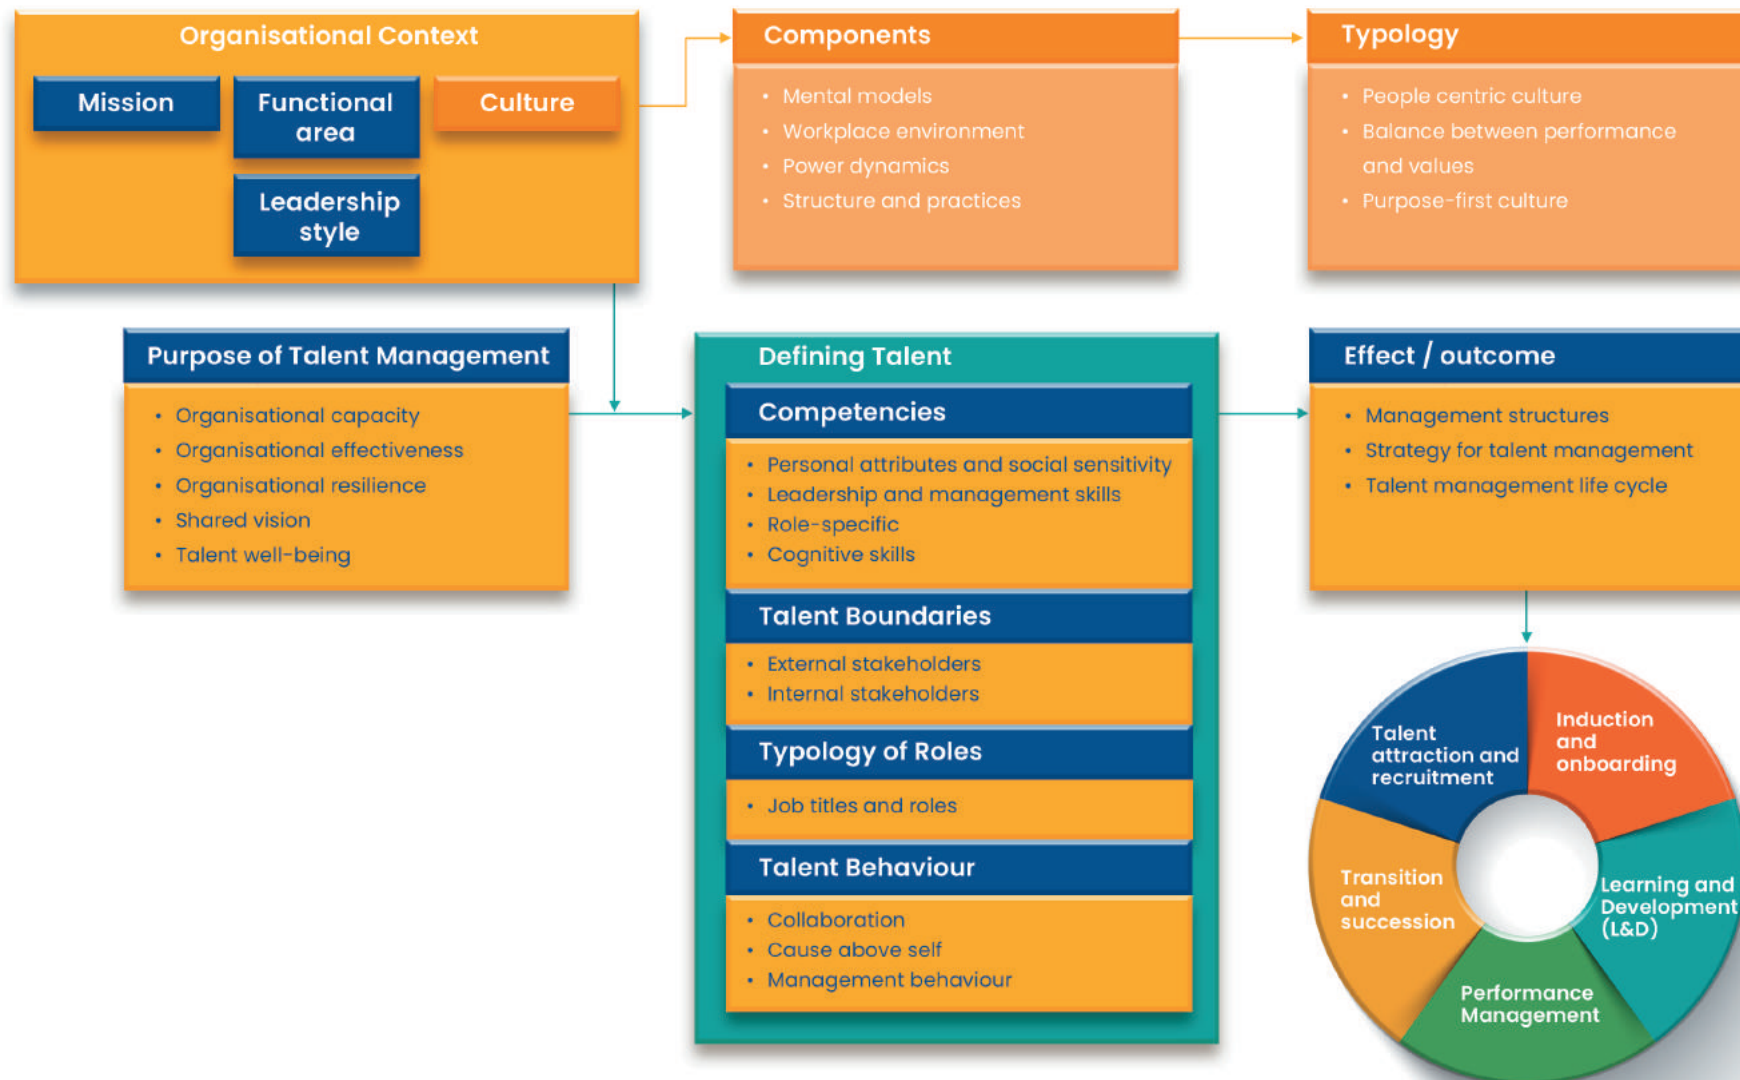 Organisational Context
Mission
Functional
area
Culture
Leadership
style
Components
• Mental models
• Workplace environment
• Power dynamics
• Structure and practices
Typology
• People centric culture
• Balance between performance
and values
• Purpose-first culture
Purpose of Talent Management
• Organisational capacity
• Organisational effectiveness
• Organisational resilience
• Shared vision
• Talent well-being
Defining Talent
Competencies
• Personal attributes and social sensitivity
• Leadership and management skills
• Role-specific
• Cognitive skills
Talent Boundaries
• External stakeholders
• Internal stakeholders
Typology of Roles
• Job titles and roles
Talent Behaviour
• Collaboration
• Cause above self
• Management behaviour
Effect / outcome
• Management structures
• Strategy for talent management
• Talent management life cycle
Talent
attraction and
recruitment
Induction
and
onboarding
Learning and
Development
(L&D)
Performance
Management
Transition
and
succession